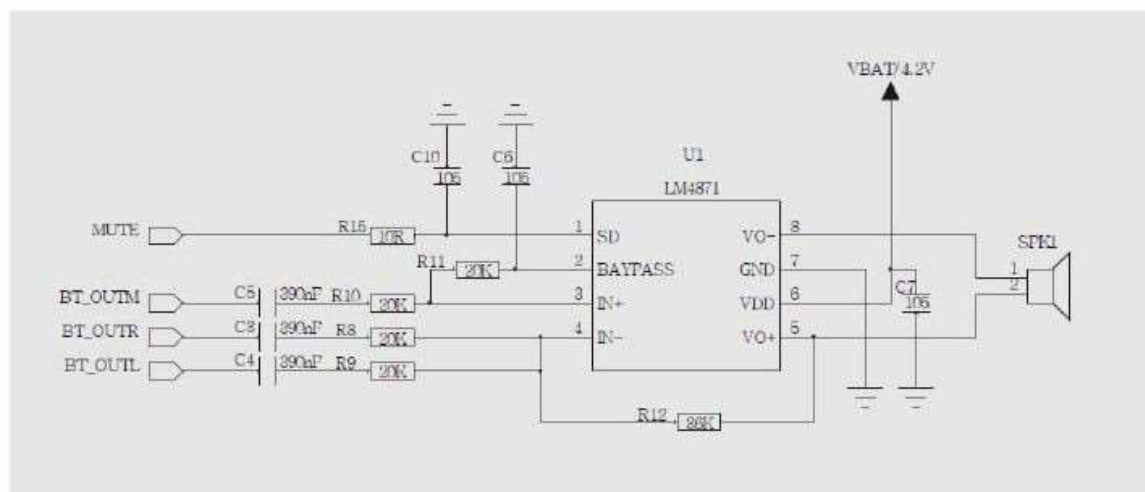 VBAT/4.2V
C10
105
C6
105
U1
LM4871
MUTE
R15
10R
1
SD
VO-
8
SPK1
R11
20K
2
BAYPASS
GND
7
1
2
BT_OUTM
C5
390nF
R10
20K
3
IN+
VDD
6
C7
105
BT_OUTR
C3
390nF
R8
20K
4
IN-
VO+
5
BT_OUTL
C4
390nF
R9
20K
R12
36K